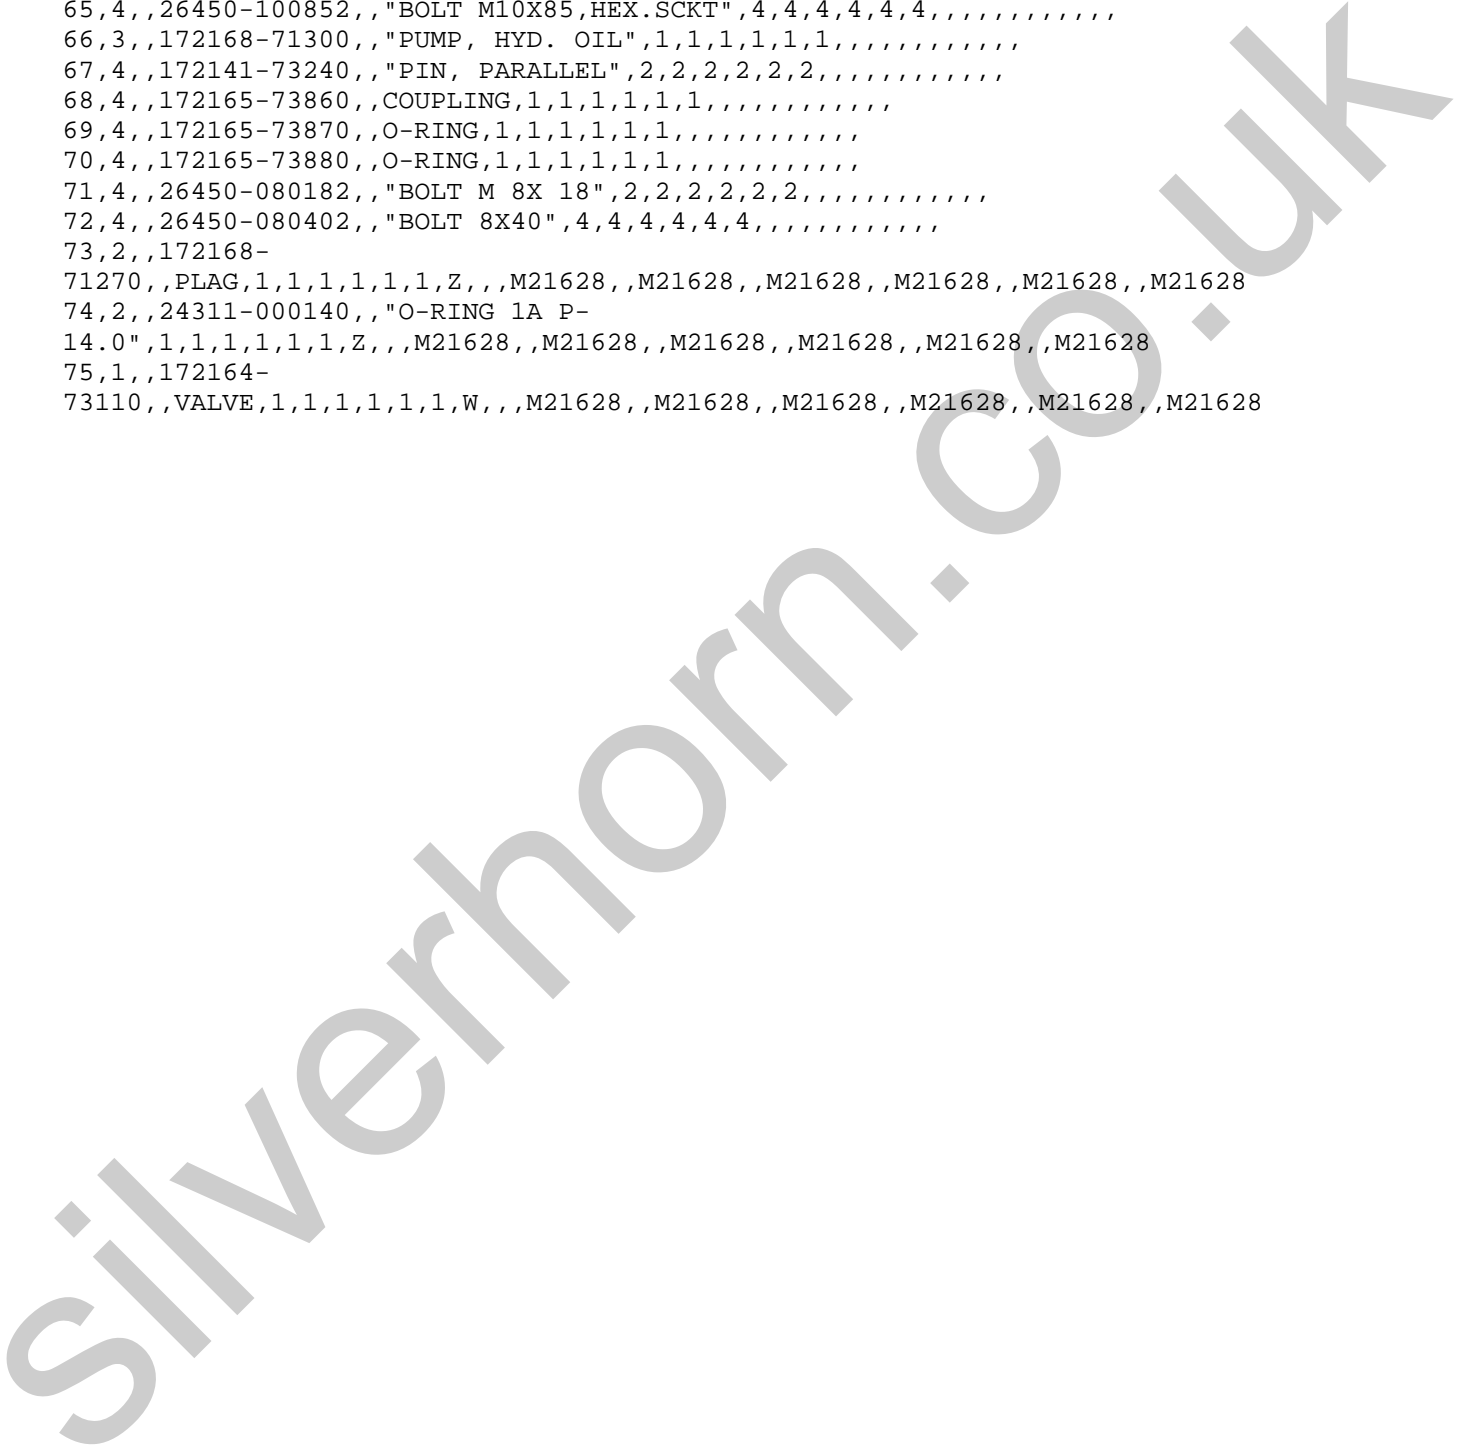 65,4,,26450-100852,,"BOLT M10X85,HEX.SCKT",4,4,4,4,4,4,,,,,,,,,,,,
66,3,,172168-71300,,"PUMP, HYD. OIL",1,1,1,1,1,1,,,,,,,,,,,,
67,4,,172141-73240,,"PIN, PARALLEL",2,2,2,2,2,2,,,,,,,,,,,,
68,4,,172165-73860,,COUPLING,1,1,1,1,1,1,,,,,,,,,,,,
69,4,,172165-73870,,O-RING,1,1,1,1,1,1,,,,,,,,,,,,
70,4,,172165-73880,,O-RING,1,1,1,1,1,1,,,,,,,,,,,,
71,4,,26450-080182,,"BOLT M 8X 18",2,2,2,2,2,2,,,,,,,,,,,,
72,4,,26450-080402,,"BOLT 8X40",4,4,4,4,4,4,,,,,,,,,,,,
73,2,,172168-
71270,,PLAG,1,1,1,1,1,1,Z,,,M21628,,M21628,,M21628,,M21628,,M21628,,M21628
74,2,,24311-000140,,"O-RING 1A P-
14.0",1,1,1,1,1,1,Z,,,M21628,,M21628,,M21628,,M21628,,M21628,,M21628
75,1,,172164-
73110,,VALVE,1,1,1,1,1,1,W,,,M21628,,M21628,,M21628,,M21628,,M21628,,M21628
silverhorn.co.uk